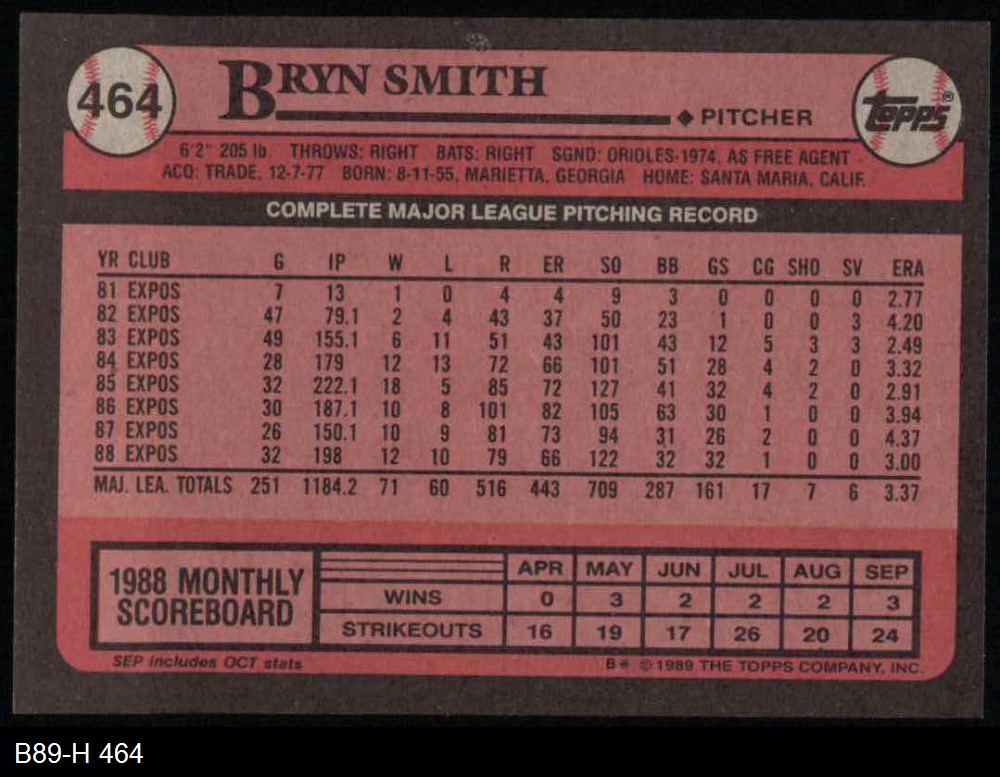 464
BRYN SMITH
◆ PITCHER
topps®
6'2" 205 lb. THROWS: RIGHT BATS: RIGHT SGND: ORIOLES-1974, AS FREE AGENT
ACQ: TRADE, 12-7-77 BORN: 8-11-55, MARIETTA, GEORGIA HOME: SANTA MARIA, CALIF.
COMPLETE MAJOR LEAGUE PITCHING RECORD
YR CLUB G IP W L R ER SO BB GS CG SHO SV ERA
81 EXPOS 7 13 1 0 4 4 9 3 0 0 0 0 2.77
82 EXPOS 47 79.1 2 4 43 37 50 23 1 0 0 3 4.20
83 EXPOS 49 155.1 6 11 51 43 101 43 12 5 3 3 2.49
84 EXPOS 28 179 12 13 72 66 101 51 28 4 2 0 3.32
85 EXPOS 32 222.1 18 5 85 72 127 41 32 4 2 0 2.91
86 EXPOS 30 187.1 10 8 101 82 105 63 30 1 0 0 3.94
87 EXPOS 26 150.1 10 9 81 73 94 31 26 2 0 0 4.37
88 EXPOS 32 198 12 10 79 66 122 32 32 1 0 0 3.00
MAJ. LEA. TOTALS 251 1184.2 71 60 516 443 709 287 161 17 7 6 3.37
1988 MONTHLY
SCOREBOARD
APR MAY JUN JUL AUG SEP
WINS 0 3 2 2 2 3
STRIKEOUTS 16 19 17 26 20 24
SEP includes OCT stats
B* ©1989 THE TOPPS COMPANY, INC.
B89-H 464